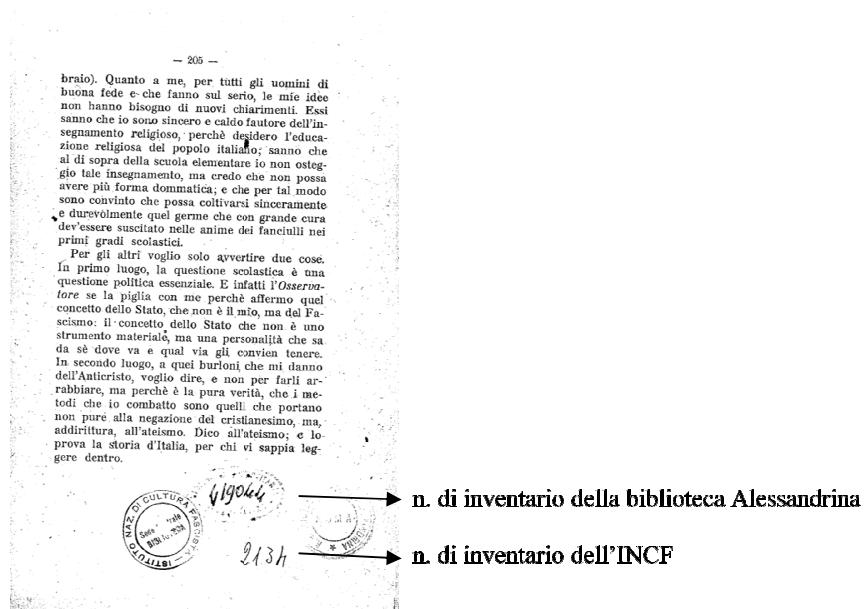 — 205 —
braio). Quanto a me, per tutti gli uomini di
buona fede e che fanno sul serio, le mie idee
non hanno bisogno di nuovi chiarimenti. Essi
sanno che io sono sincero e caldo fautore dell'in-
segnamento religioso, perchè desidero l'educa-
zione religiosa del popolo italiano; sanno che
al di sopra della scuola elementare io non osteg-
gio tale insegnamento, ma credo che non possa
avere più forma dommatica; e che per tal modo
sono convinto che possa coltivarsi sinceramente
e durevolmente quel germe che con grande cura
dev'essere suscitato nelle anime dei fanciulli nei
primi gradi scolastici.
Per gli altri voglio solo avvertire due cose.
In primo luogo, la questione scolastica è una
questione politica essenziale. E infatti l'Osserva-
tore se la piglia con me perchè affermo quel
concetto dello Stato, che non è il mio, ma del Fa-
scismo: il concetto dello Stato che non è uno
strumento materiale, ma una personalità che sa
da sè dove va e qual via gli convien tenere.
In secondo luogo, a quei burloni che mi danno
dell'Anticristo, voglio dire, e non per farli ar-
rabbiare, ma perchè è la pura verità, che i me-
todi che io combatto sono quelli che portano
non pure alla negazione del cristianesimo, ma,
addirittura, all'ateismo. Dico all'ateismo; e lo
prova la storia d'Italia, per chi vi sappia leg-
gere dentro.
419044
n. di inventario della biblioteca Alessandrina
ISTITUTO NAZ. DI CULTURA FASCISTA
BIBLIOTECA
2134
n. di inventario dell'INCF